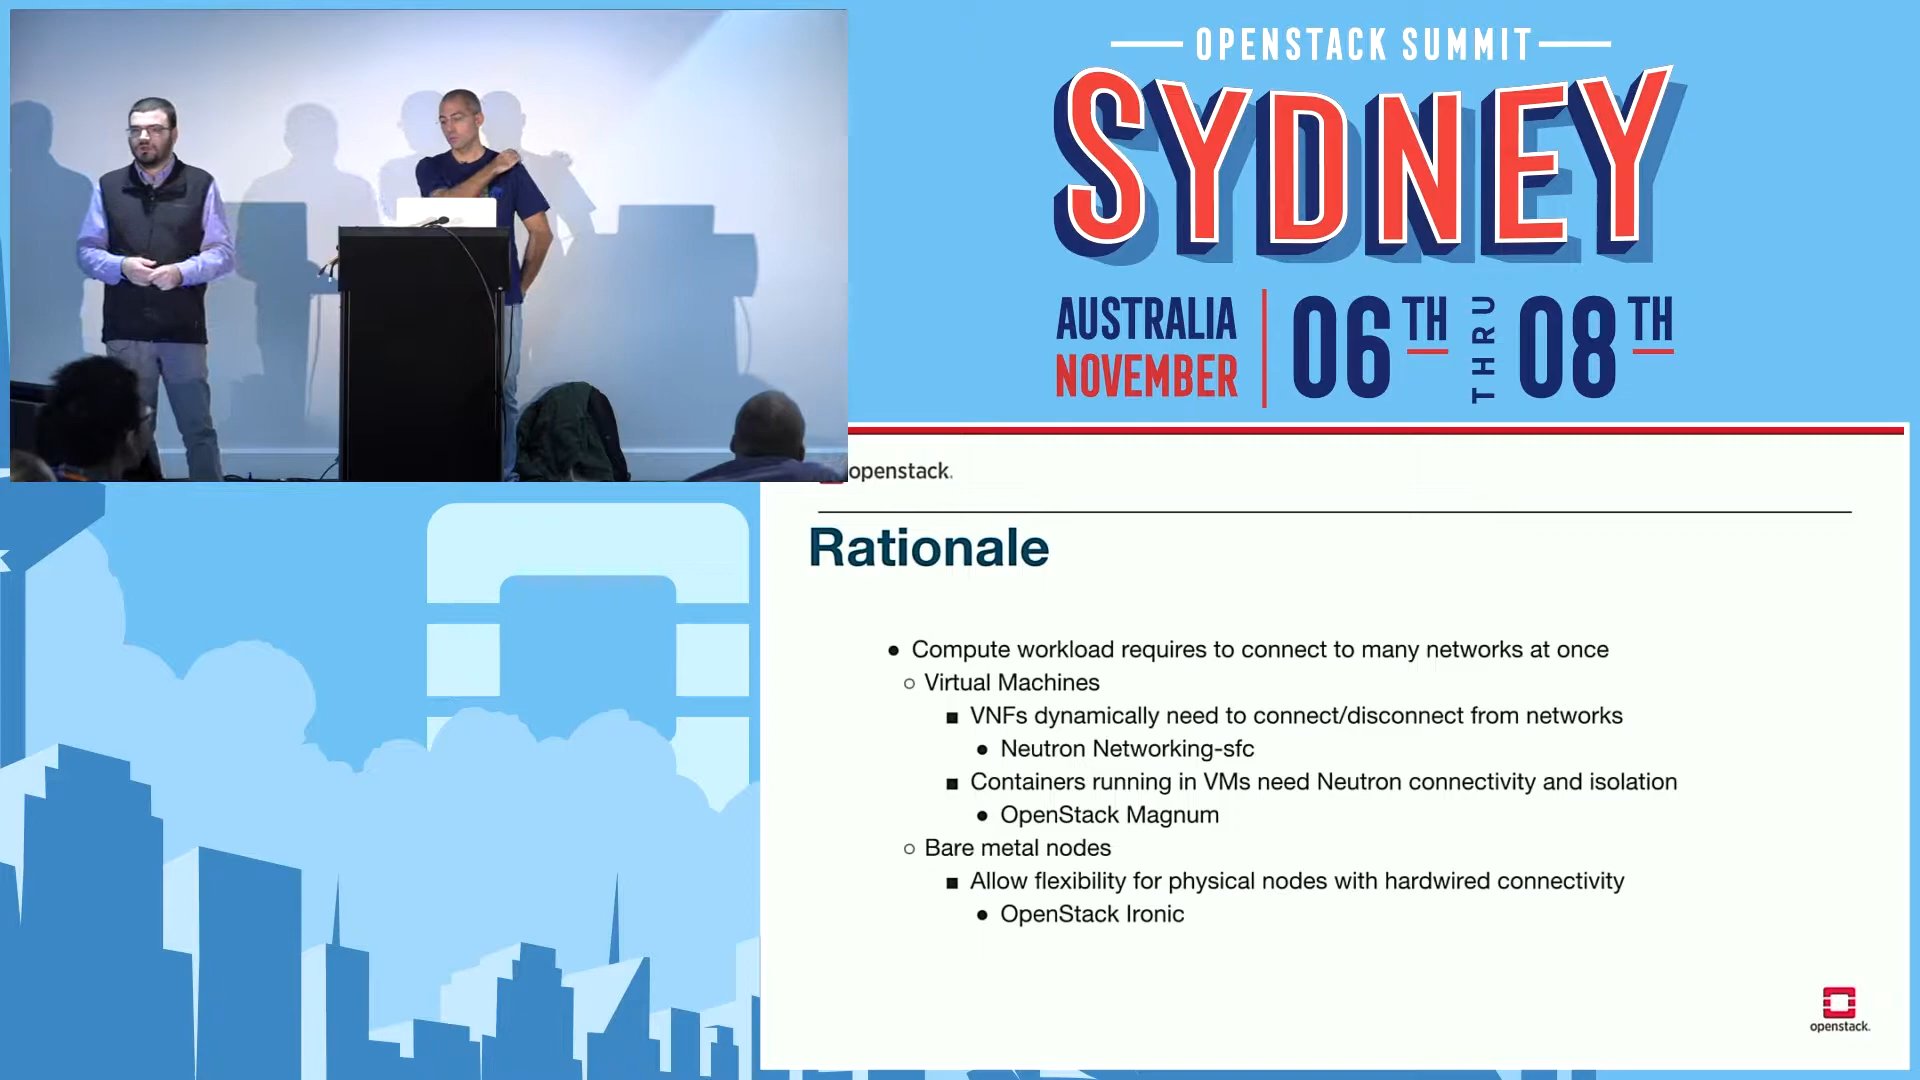 OPENSTACK SUMMIT
SYDNEY
AUSTRALIA
NOVEMBER
06TH THRU 08TH
openstack.
Rationale
● Compute workload requires to connect to many networks at once
○ Virtual Machines
■ VNFs dynamically need to connect/disconnect from networks
● Neutron Networking-sfc
■ Containers running in VMs need Neutron connectivity and isolation
● OpenStack Magnum
○ Bare metal nodes
■ Allow flexibility for physical nodes with hardwired connectivity
● OpenStack Ironic
openstack.